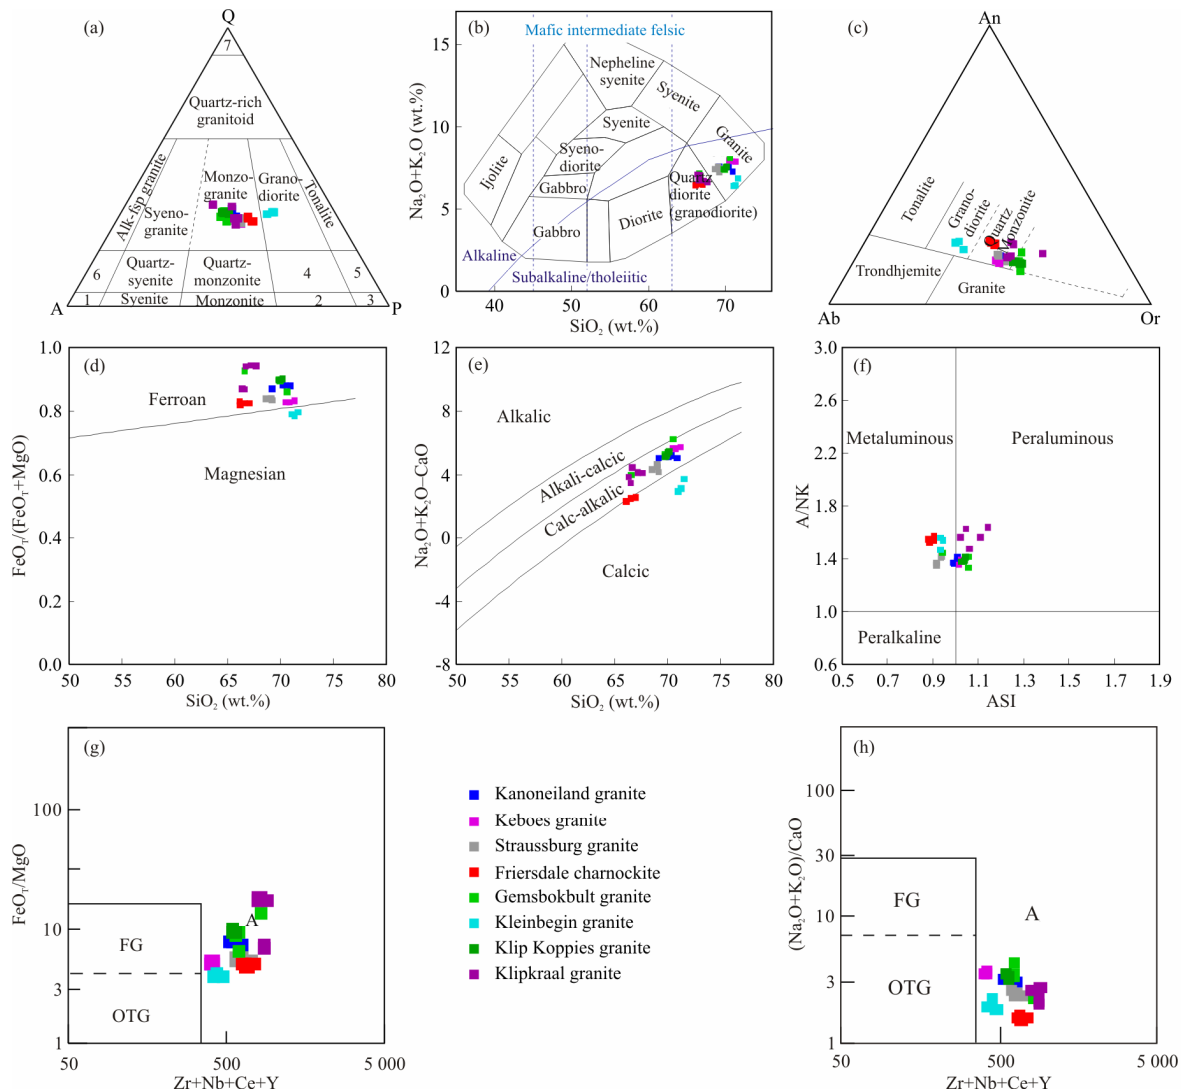 (a)
Q
7
Quartz-rich
granitoid
Alk-fsp granite
Syeno-
granite
Monzo-
granite
Grano-
diorite
Tonalite
6
Quartz-
syenite
Quartz-
monzonite
4
5
1
Syenite
Monzonite
2
3
A
P
(b)
Mafic intermediate felsic
15
10
5
0
Na₂O+K₂O (wt.%)
Nepheline
syenite
Syenite
Syenite
Granite
Ijolite
Syeno-
diorite
Gabbro
Gabbro
Diorite
Quartz
diorite
(granodiorite)
Alkaline
Subalkaline/tholeiitic
40
50
60
70
SiO₂ (wt.%)
(c)
An
Tonalite
Grano-
diorite
Quartz
Monzonite
Trondhjemite
Granite
Ab
Or
(d)
1.0
0.8
0.6
0.4
0.2
0.0
FeOT/(FeOT+MgO)
Ferroan
Magnesian
50
55
60
65
70
75
80
SiO₂ (wt.%)
(e)
12
8
4
0
-4
-8
Na₂O+K₂O–CaO
Alkalic
Alkali-calcic
Calc-alkalic
Calcic
50
55
60
65
70
75
80
SiO₂ (wt.%)
(f)
3.0
2.6
2.2
1.8
1.4
1.0
0.6
A/NK
Metaluminous
Peraluminous
Peralkaline
0.5
0.7
0.9
1.1
1.3
1.5
1.7
1.9
ASI
(g)
100
10
3
1
FeOT/MgO
FG
OTG
A
50
500
5 000
Zr+Nb+Ce+Y
Kanoneiland granite
Keboes granite
Straussburg granite
Friersdale charnockite
Gemsbokbult granite
Kleinbegin granite
Klip Koppies granite
Klipkraal granite
(h)
100
30
10
3
1
(Na₂O+K₂O)/CaO
FG
OTG
A
50
500
5 000
Zr+Nb+Ce+Y